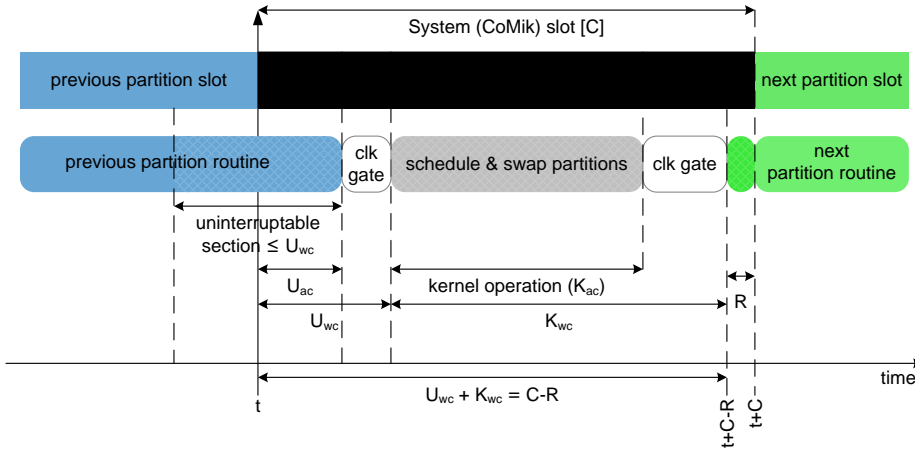 System (CoMik) slot [C]
previous partition slot
next partition slot
previous partition routine
clk
gate
schedule & swap partitions
clk gate
next
partition routine
uninterruptable
section ≤ Uwc
Uac
kernel operation (Kac)
R
Uwc
Kwc
time
Uwc + Kwc = C-R
t
t+C-R
t+C